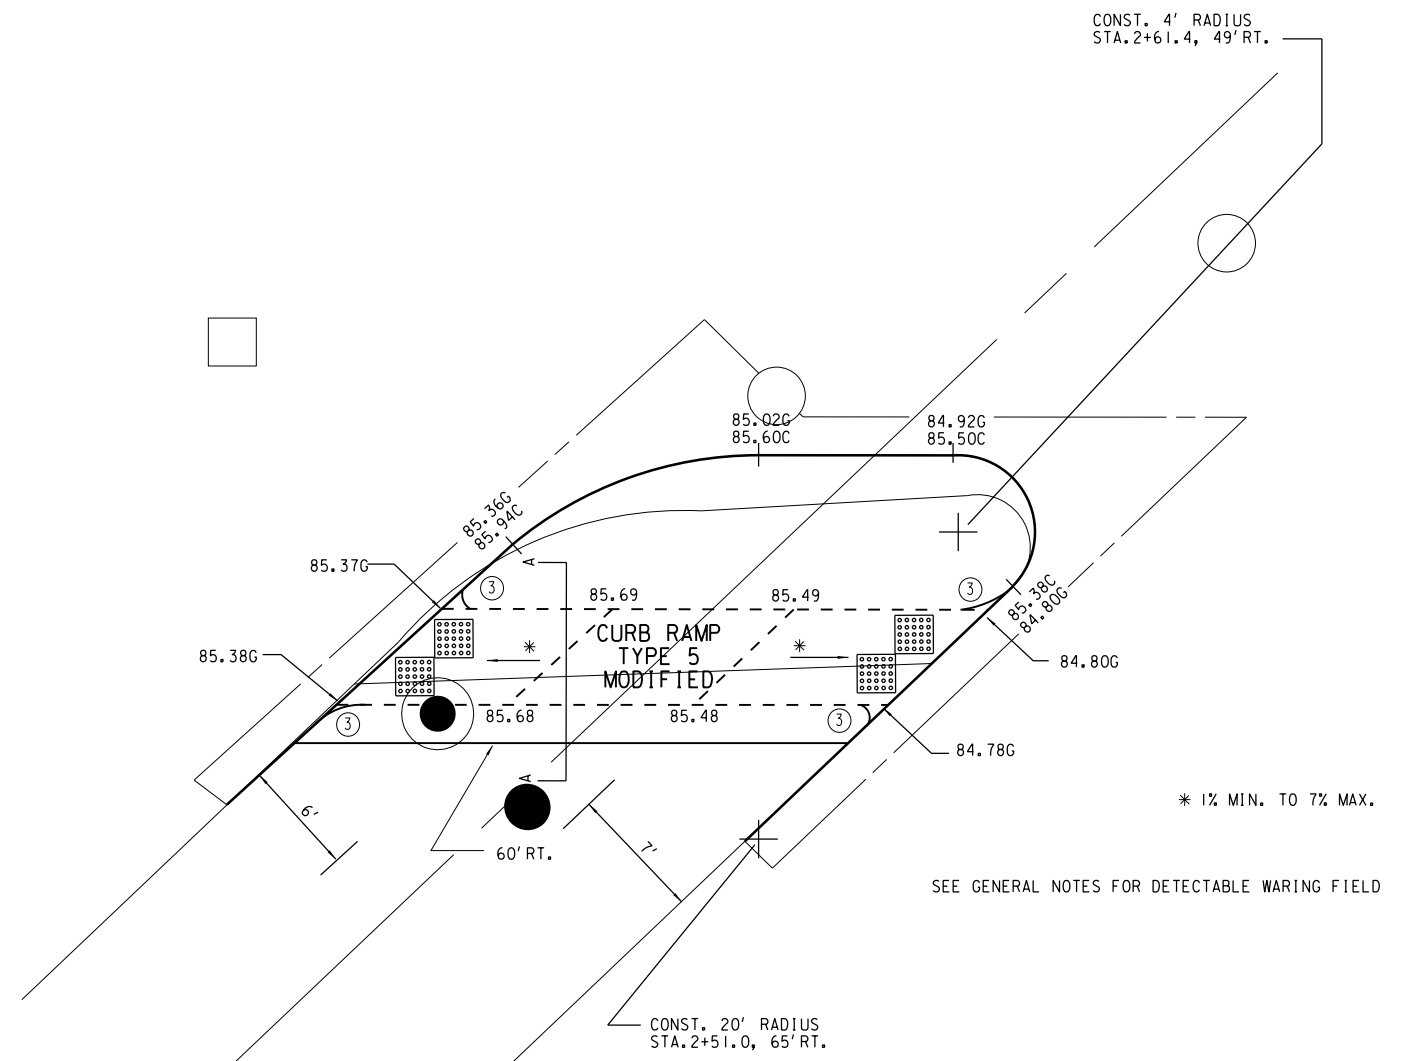 CONST. 4' RADIUS
STA.2+61.4, 49'RT.
85.02G
85.60C
84.92G
85.50C
85.36G
85.94C
85.37G
A
3
85.69
85.49
3
85.38C
84.80G
CURB RAMP
TYPE 5
MODIFIED
*
*
85.38G
84.80G
3
85.68
85.48
3
84.78G
A
* 1% MIN. TO 7% MAX.
6'
7'
60'RT.
SEE GENERAL NOTES FOR DETECTABLE WARING FIELD
CONST. 20' RADIUS
STA.2+51.0, 65'RT.